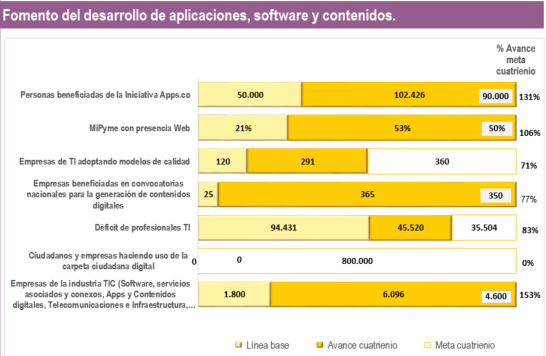 Fomento del desarrollo de aplicaciones, software y contenidos.
% Avance
meta
cuatrienio
Personas beneficiadas de la Iniciativa Apps.co 50.000 102.426 90.000 131%
MiPyme con presencia Web 21% 53% 50% 106%
Empresas de TI adoptando modelos de calidad 120 291 360 71%
Empresas beneficiadas en convocatorias
nacionales para la generación de contenidos
digitales
25 365 350 77%
Déficit de profesionales TI 94.431 45.520 35.504 83%
Ciudadanos y empresas haciendo uso de la
carpeta ciudadana digital
0 0 800.000 0%
Empresas de la industria TIC (Software, servicios
asociados y conexos, Apps y Contenidos
digitales, Telecomunicaciones e Infraestructura,...
1.800 6.096 4.600 153%
Línea base Avance cuatrienio Meta cuatrienio